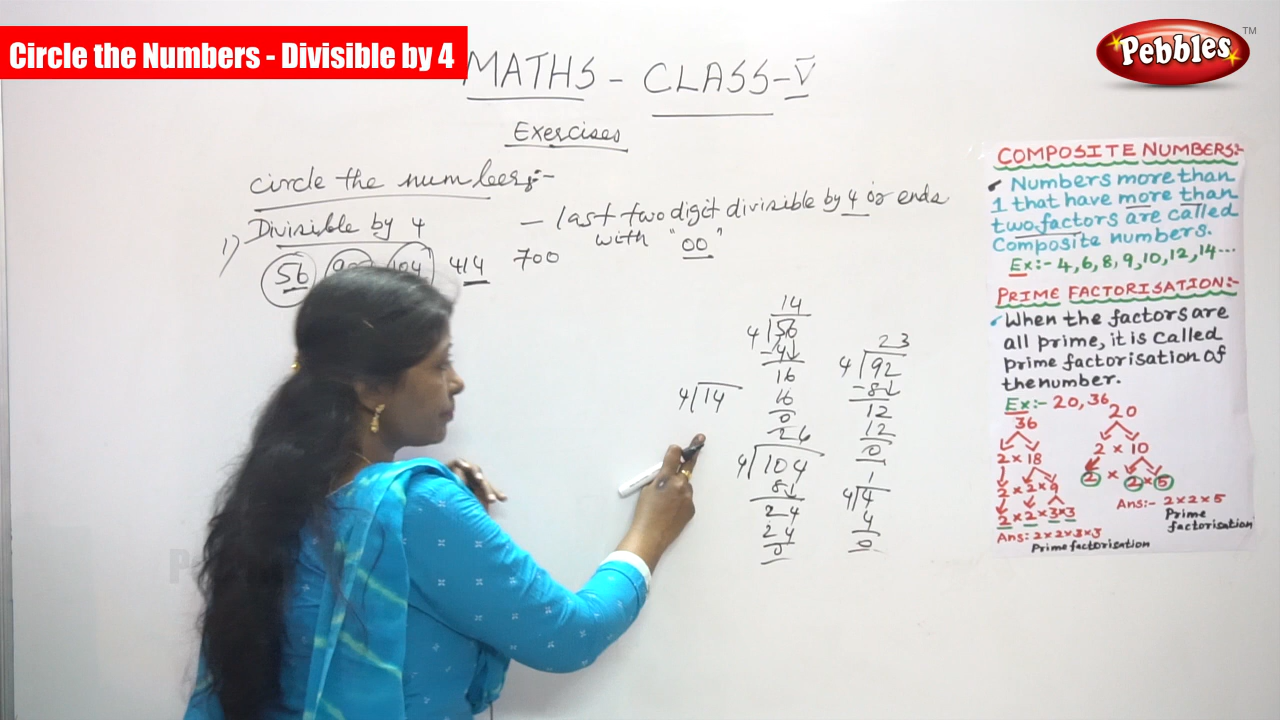 Circle the Numbers - Divisible by 4
Pebbles TM
MATHS - CLASS - V
Exercises
Circle the numbers:-
1) Divisible by 4 — last two digit divisible by 4 or ends
with "00"
56 104 414 700
14
4 56
-4↓
16
16
0
23
4 92
-8↓
12
12
0
4 14
26
4 104
8↓
24
24
0
1
4 4
4
0
COMPOSITE NUMBERS:-
Numbers more than
1 that have more than
two factors are called
Composite numbers.
Ex:- 4, 6, 8, 9, 10, 12, 14...
PRIME FACTORISATION:-
When the factors are
all prime, it is called
prime factorisation of
the number.
Ex:- 20, 36
36
2 × 18
2 × 2 × 9
2 × 2 × 3 × 3
Ans: 2 × 2 × 3 × 3
Prime factorisation
20
2 × 10
2 × 2 × 5
Ans:- 2 × 2 × 5
Prime
factorisation